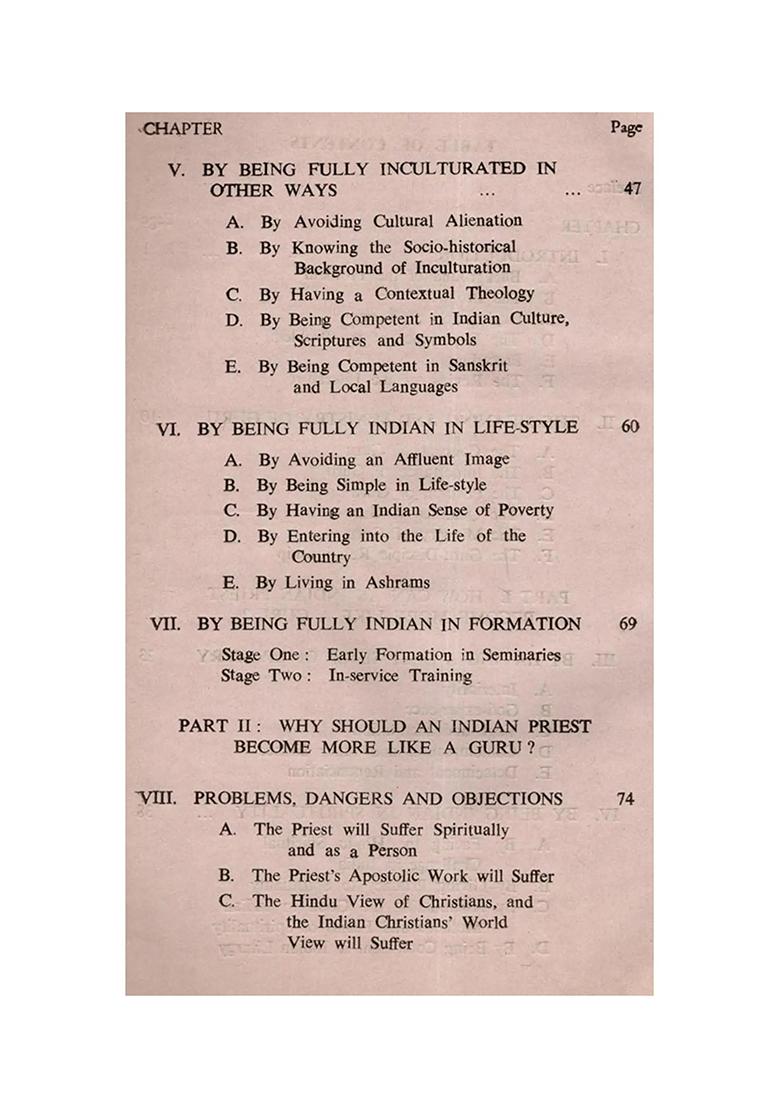 CHAPTER Page
V. BY BEING FULLY INCULTURATED IN
OTHER WAYS ... ... 47
A. By Avoiding Cultural Alienation
B. By Knowing the Socio-historical
Background of Inculturation
C. By Having a Contextual Theology
D. By Being Competent in Indian Culture,
Scriptures and Symbols
E. By Being Competent in Sanskrit
and Local Languages
VI. BY BEING FULLY INDIAN IN LIFE-STYLE 60
A. By Avoiding an Affluent Image
B. By Being Simple in Life-style
C. By Having an Indian Sense of Poverty
D. By Entering into the Life of the
Country
E. By Living in Ashrams
VII. BY BEING FULLY INDIAN IN FORMATION 69
Stage One : Early Formation in Seminaries
Stage Two : In-service Training
PART II : WHY SHOULD AN INDIAN PRIEST
BECOME MORE LIKE A GURU ?
VIII. PROBLEMS, DANGERS AND OBJECTIONS 74
A. The Priest will Suffer Spiritually
and as a Person
B. The Priest's Apostolic Work will Suffer
C. The Hindu View of Christians, and
the Indian Christians' World
View will Suffer